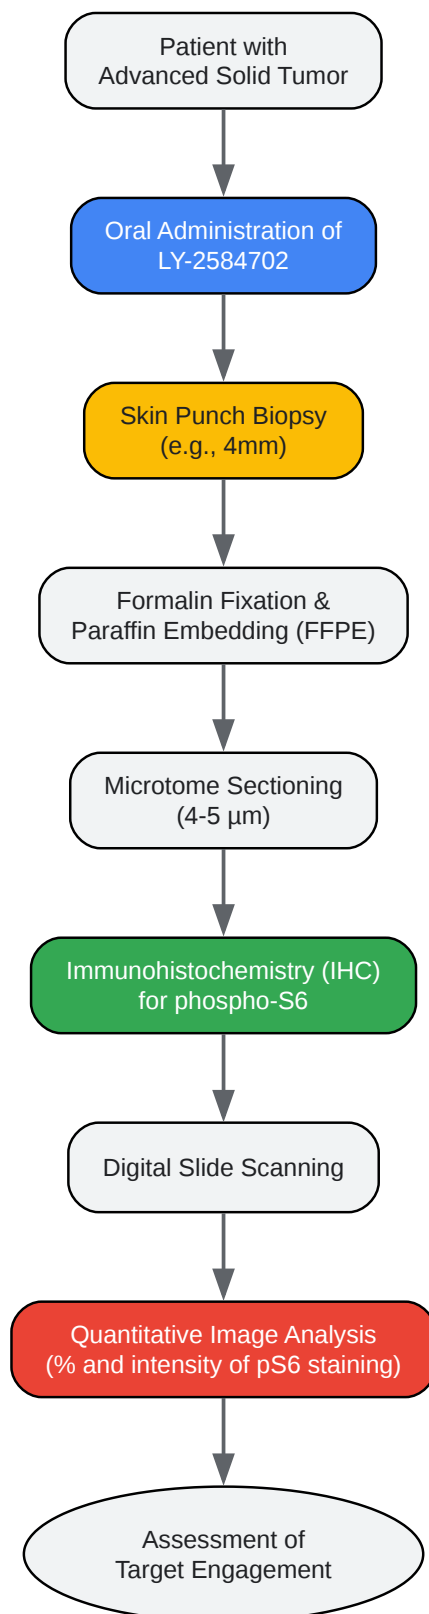 Patient with
Advanced Solid Tumor
Oral Administration of
LY-2584702
Skin Punch Biopsy
(e.g., 4mm)
Formalin Fixation &
Paraffin Embedding (FFPE)
Microtome Sectioning
(4-5 µm)
Immunohistochemistry (IHC)
for phospho-S6
Digital Slide Scanning
Quantitative Image Analysis
(% and intensity of pS6 staining)
Assessment of
Target Engagement